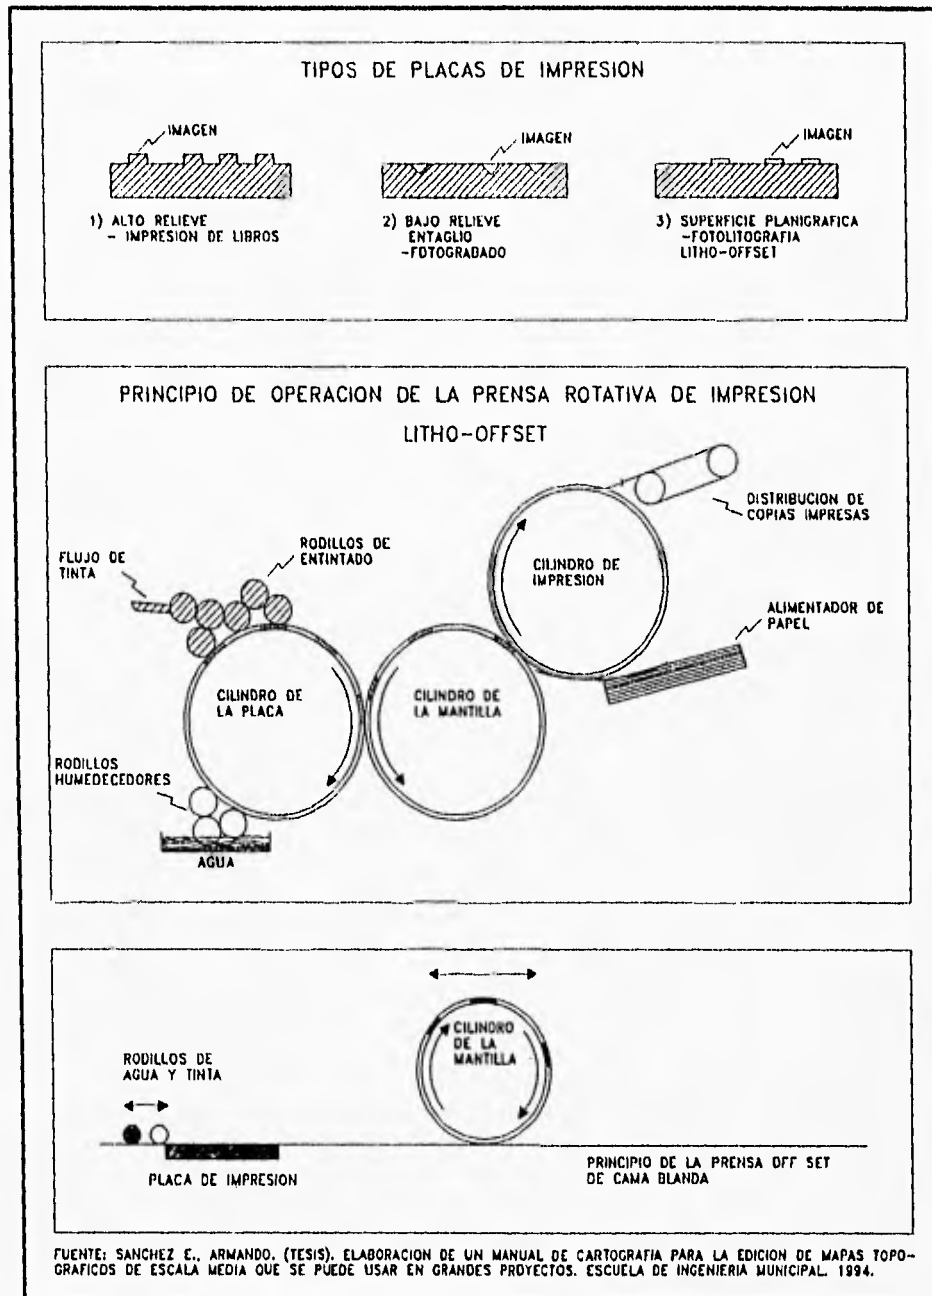 TIPOS DE PLACAS DE IMPRESION
IMAGEN
1) ALTO RELIEVE
- IMPRESION DE LIBROS
2) BAJO RELIEVE
ENTAGLIO
-FOTOGRABADO
IMAGEN
3) SUPERFICIE PLANIGRAFICA
-FOTOLITOGRAFIA
LITHO-OFFSET
PRINCIPIO DE OPERACION DE LA PRENSA ROTATIVA DE IMPRESION
LITHO-OFFSET
DISTRIBUCION DE
COPIAS IMPRESAS
RODILLOS DE
ENTINTADO
FLUJO DE
TINTA
CILINDRO DE
IMPRESION
ALIMENTADOR DE
PAPEL
CILINDRO DE
LA PLACA
CILINDRO DE
LA MANTILLA
RODILLOS
HUMEDECEDORES
AGUA
CILINDRO
DE LA
MANTILLA
RODILLOS DE
AGUA Y TINTA
PLACA DE IMPRESION
PRINCIPIO DE LA PRENSA OFF SET
DE CAMA BLANDA
FUENTE: SANCHEZ E., ARMANDO. (TESIS). ELABORACION DE UN MANUAL DE CARTOGRAFIA PARA LA EDICION DE MAPAS TOPO-
GRAFICOS DE ESCALA MEDIA QUE SE PUEDE USAR EN GRANDES PROYECTOS. ESCUELA DE INGENIERIA MUNICIPAL. 1994.